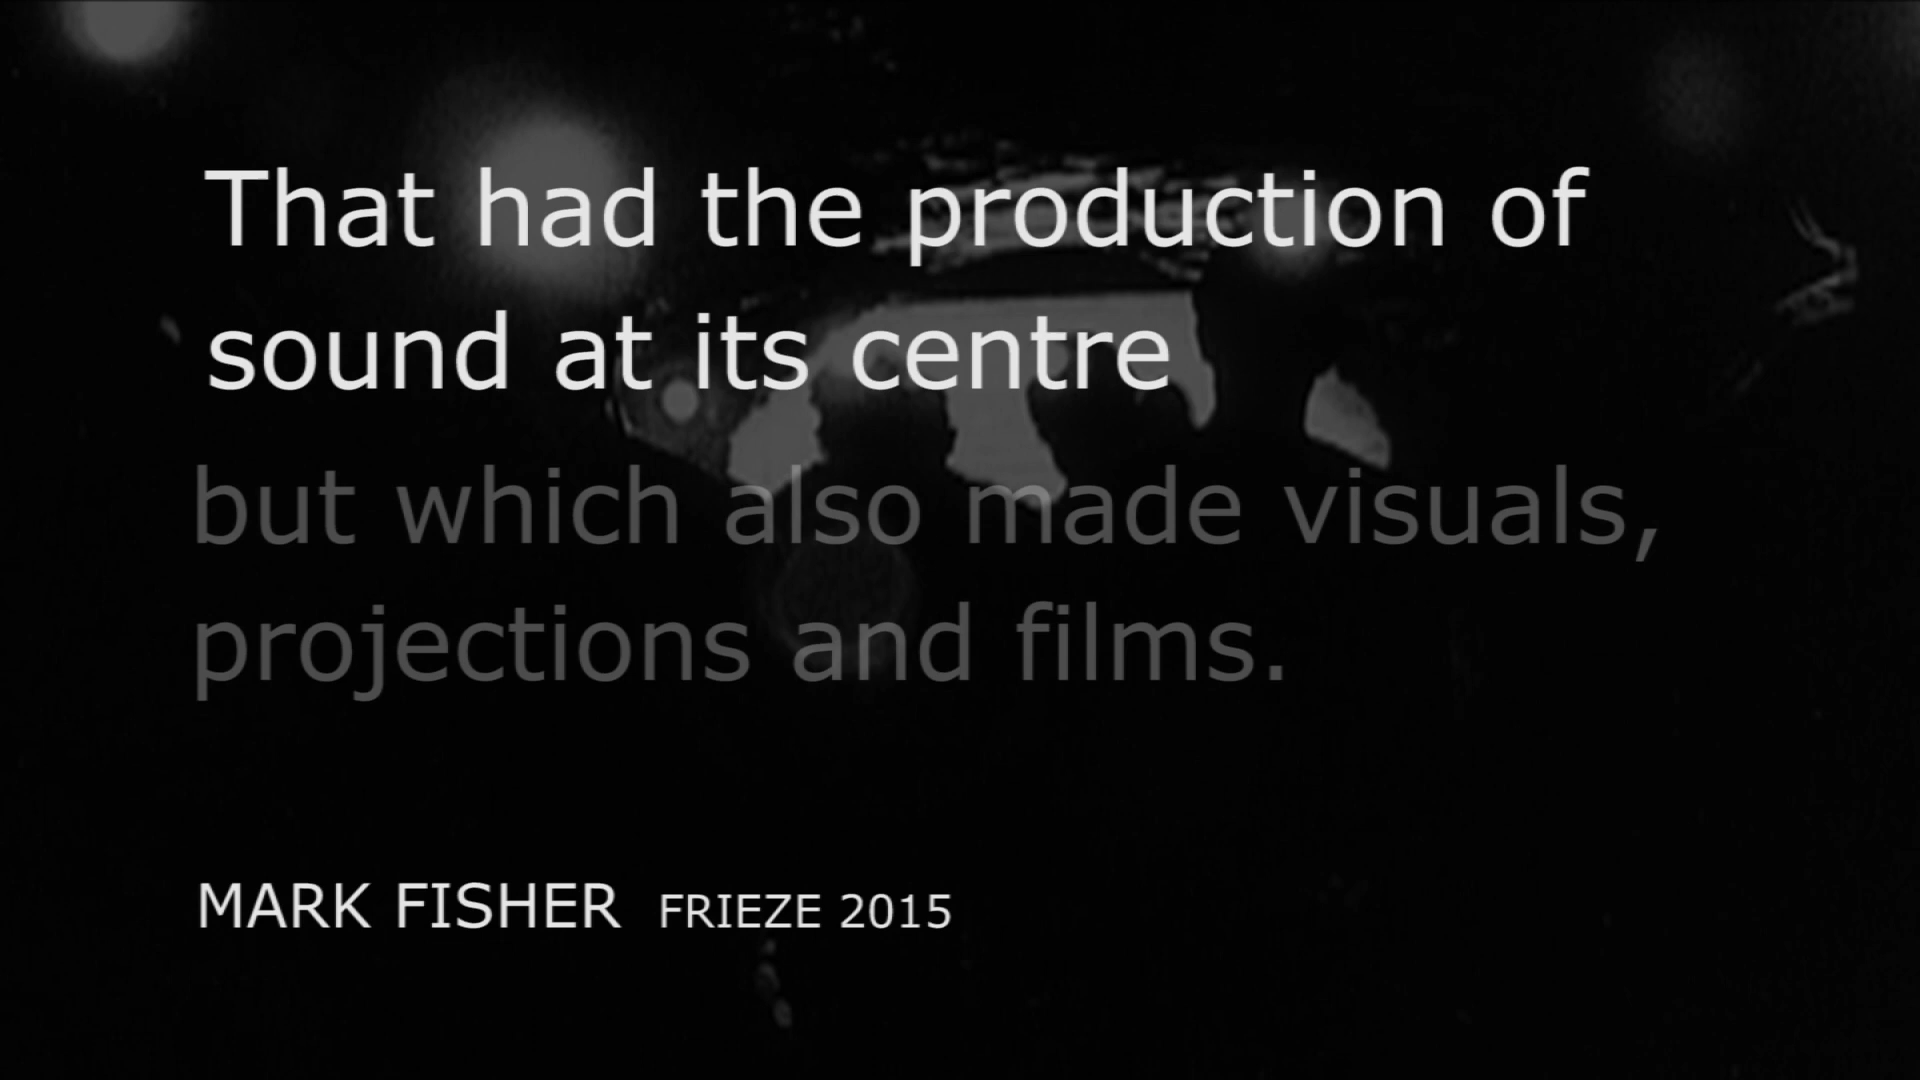 That had the production of
sound at its centre
but which also made visuals,
projections and films.
MARK FISHER FRIEZE 2015